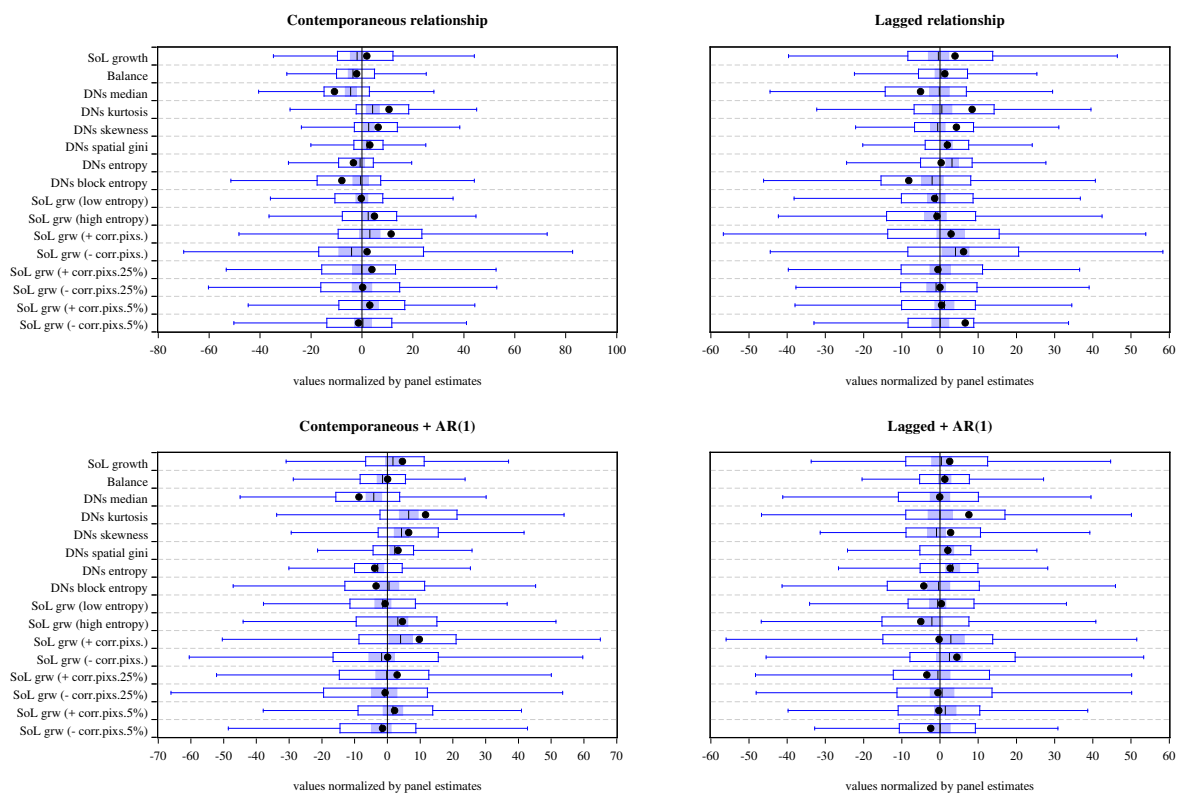 Contemporaneous relationship
SoL growth
Balance
DNs median
DNs kurtosis
DNs skewness
DNs spatial gini
DNs entropy
DNs block entropy
SoL grw (low entropy)
SoL grw (high entropy)
SoL grw (+ corr.pixs.)
SoL grw (- corr.pixs.)
SoL grw (+ corr.pixs.25%)
SoL grw (- corr.pixs.25%)
SoL grw (+ corr.pixs.5%)
SoL grw (- corr.pixs.5%)
-80 -60 -40 -20 0 20 40 60 80 100
values normalized by panel estimates
Lagged relationship
-60 -50 -40 -30 -20 -10 0 10 20 30 40 50 60
values normalized by panel estimates
Contemporaneous + AR(1)
SoL growth
Balance
DNs median
DNs kurtosis
DNs skewness
DNs spatial gini
DNs entropy
DNs block entropy
SoL grw (low entropy)
SoL grw (high entropy)
SoL grw (+ corr.pixs.)
SoL grw (- corr.pixs.)
SoL grw (+ corr.pixs.25%)
SoL grw (- corr.pixs.25%)
SoL grw (+ corr.pixs.5%)
SoL grw (- corr.pixs.5%)
-70 -60 -50 -40 -30 -20 -10 0 10 20 30 40 50 60 70
values normalized by panel estimates
Lagged + AR(1)
-60 -50 -40 -30 -20 -10 0 10 20 30 40 50 60
values normalized by panel estimates